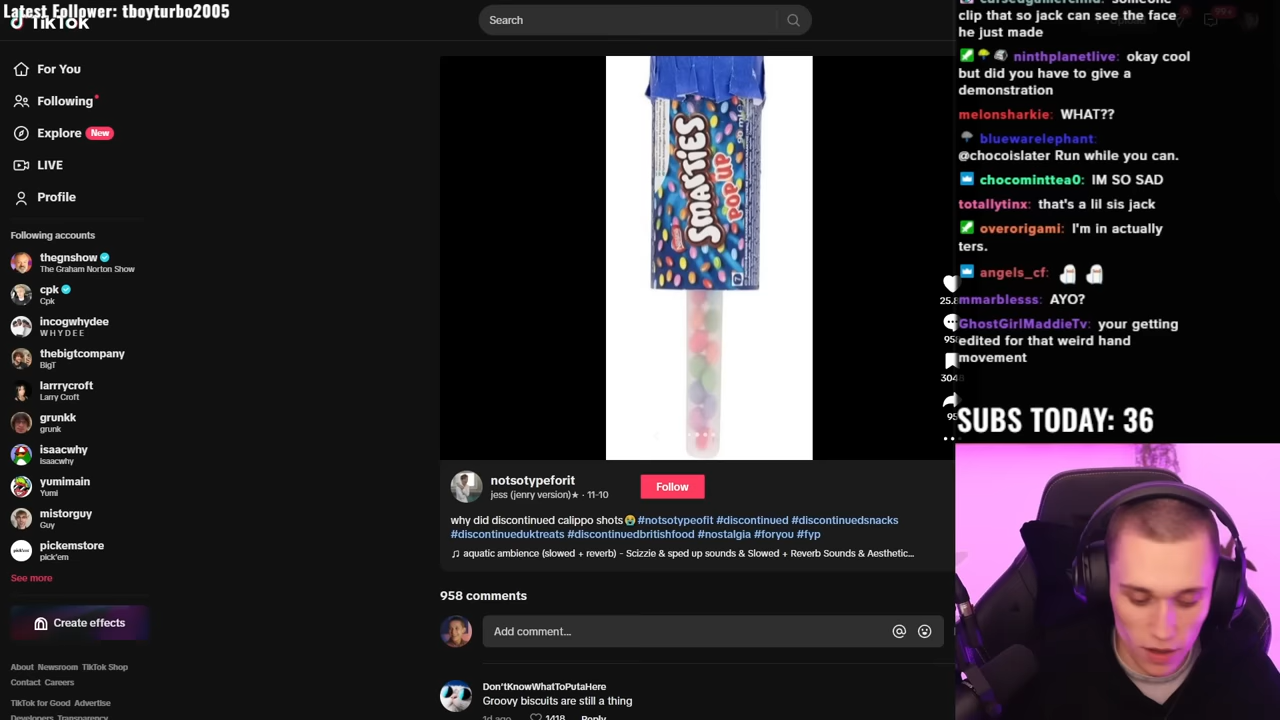 Latest Follower: tboyturbo2005
TikTok
Search
For You
Following
Explore New
LIVE
Profile
Following accounts
thegnshow
The Graham Norton Show
cpk
Cpk
incogwhydee
W H Y D E E
thebigtcompany
BigT
larrrycroft
Larry Croft
grunkk
grunk
isaacwhy
isaacwhy
yumimain
Yumi
mistorguy
Guy
pickemstore
pick'em
See more
Create effects
About Newsroom TikTok Shop
Contact Careers
TikTok for Good Advertise
Developers Transparency
SMARTIES
POP UP
Nestlé
notsotypeforit
jess (jenry version)★ · 11-10
Follow
why did discontinued calippo shots😭 #notsotypeofit #discontinued #discontinuedsnacks
#discontinueduktreats #discontinuedbritishfood #nostalgia #foryou #fyp
♫ aquatic ambience (slowed + reverb) - Scizzie & sped up sounds & Slowed + Reverb Sounds & Aesthetic...
958 comments
Add comment...
Don'tKnowWhatToPutaHere
Groovy biscuits are still a thing
1d ago 1418 Reply
clip that so jack can see the face
he just made
ninthplanetlive: okay cool
but did you have to give a
demonstration
melonsharkie: WHAT??
bluewarelephant:
@chocoislater Run while you can.
chocominttea0: IM SO SAD
totallytinx: that's a lil sis jack
overorigami: I'm in actually
ters.
angels_cf:
mmarblesss: AYO?
GhostGirlMaddieTv: your getting
edited for that weird hand
movement
SUBS TODAY: 36